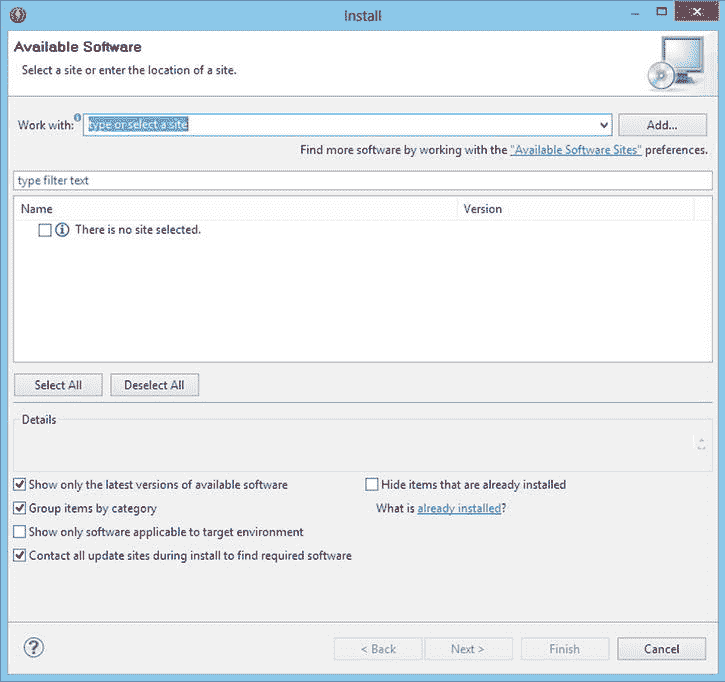 Install
Available Software
Select a site or enter the location of a site.
Work with: type or select a site Add...
Find more software by working with the "Available Software Sites" preferences.
type filter text
Name Version
There is no site selected.
Select All Deselect All
Details
Show only the latest versions of available software Hide items that are already installed
Group items by category What is already installed?
Show only software applicable to target environment
Contact all update sites during install to find required software
? < Back Next > Finish Cancel